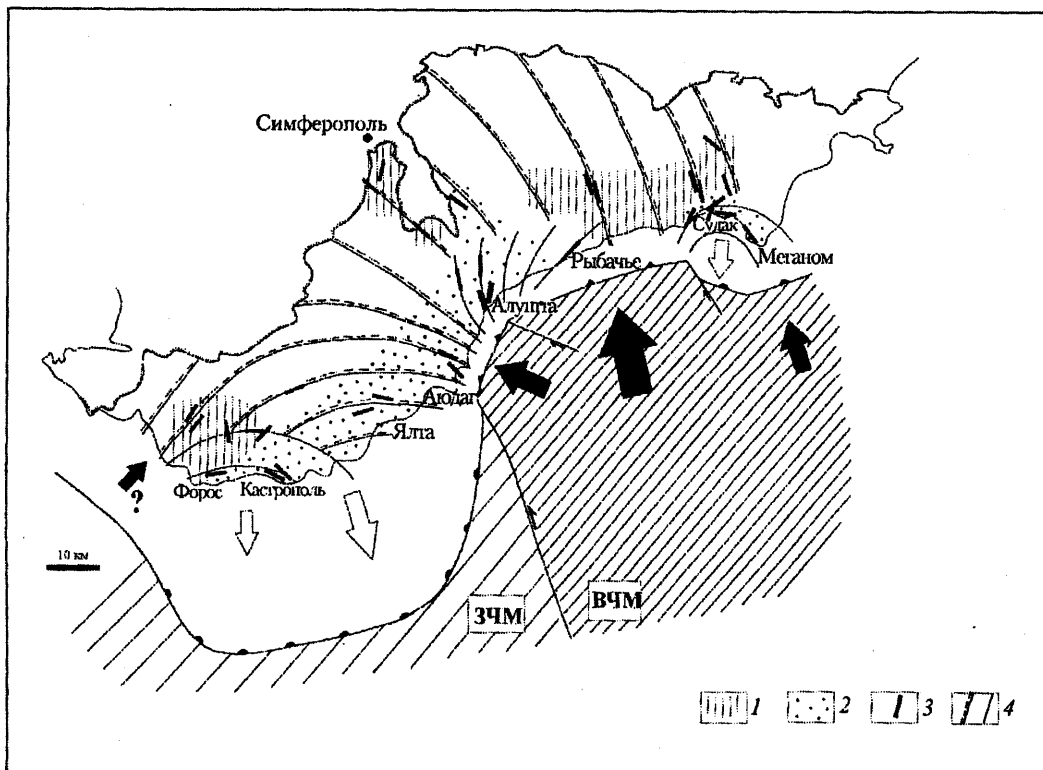 Симферополь
Судак
Меганом
Рыбачье
Алушта
Аюдаг
Ялта
?
Форос Кастрополь
10 км
ЗЧМ ВЧМ
1 2 3 4